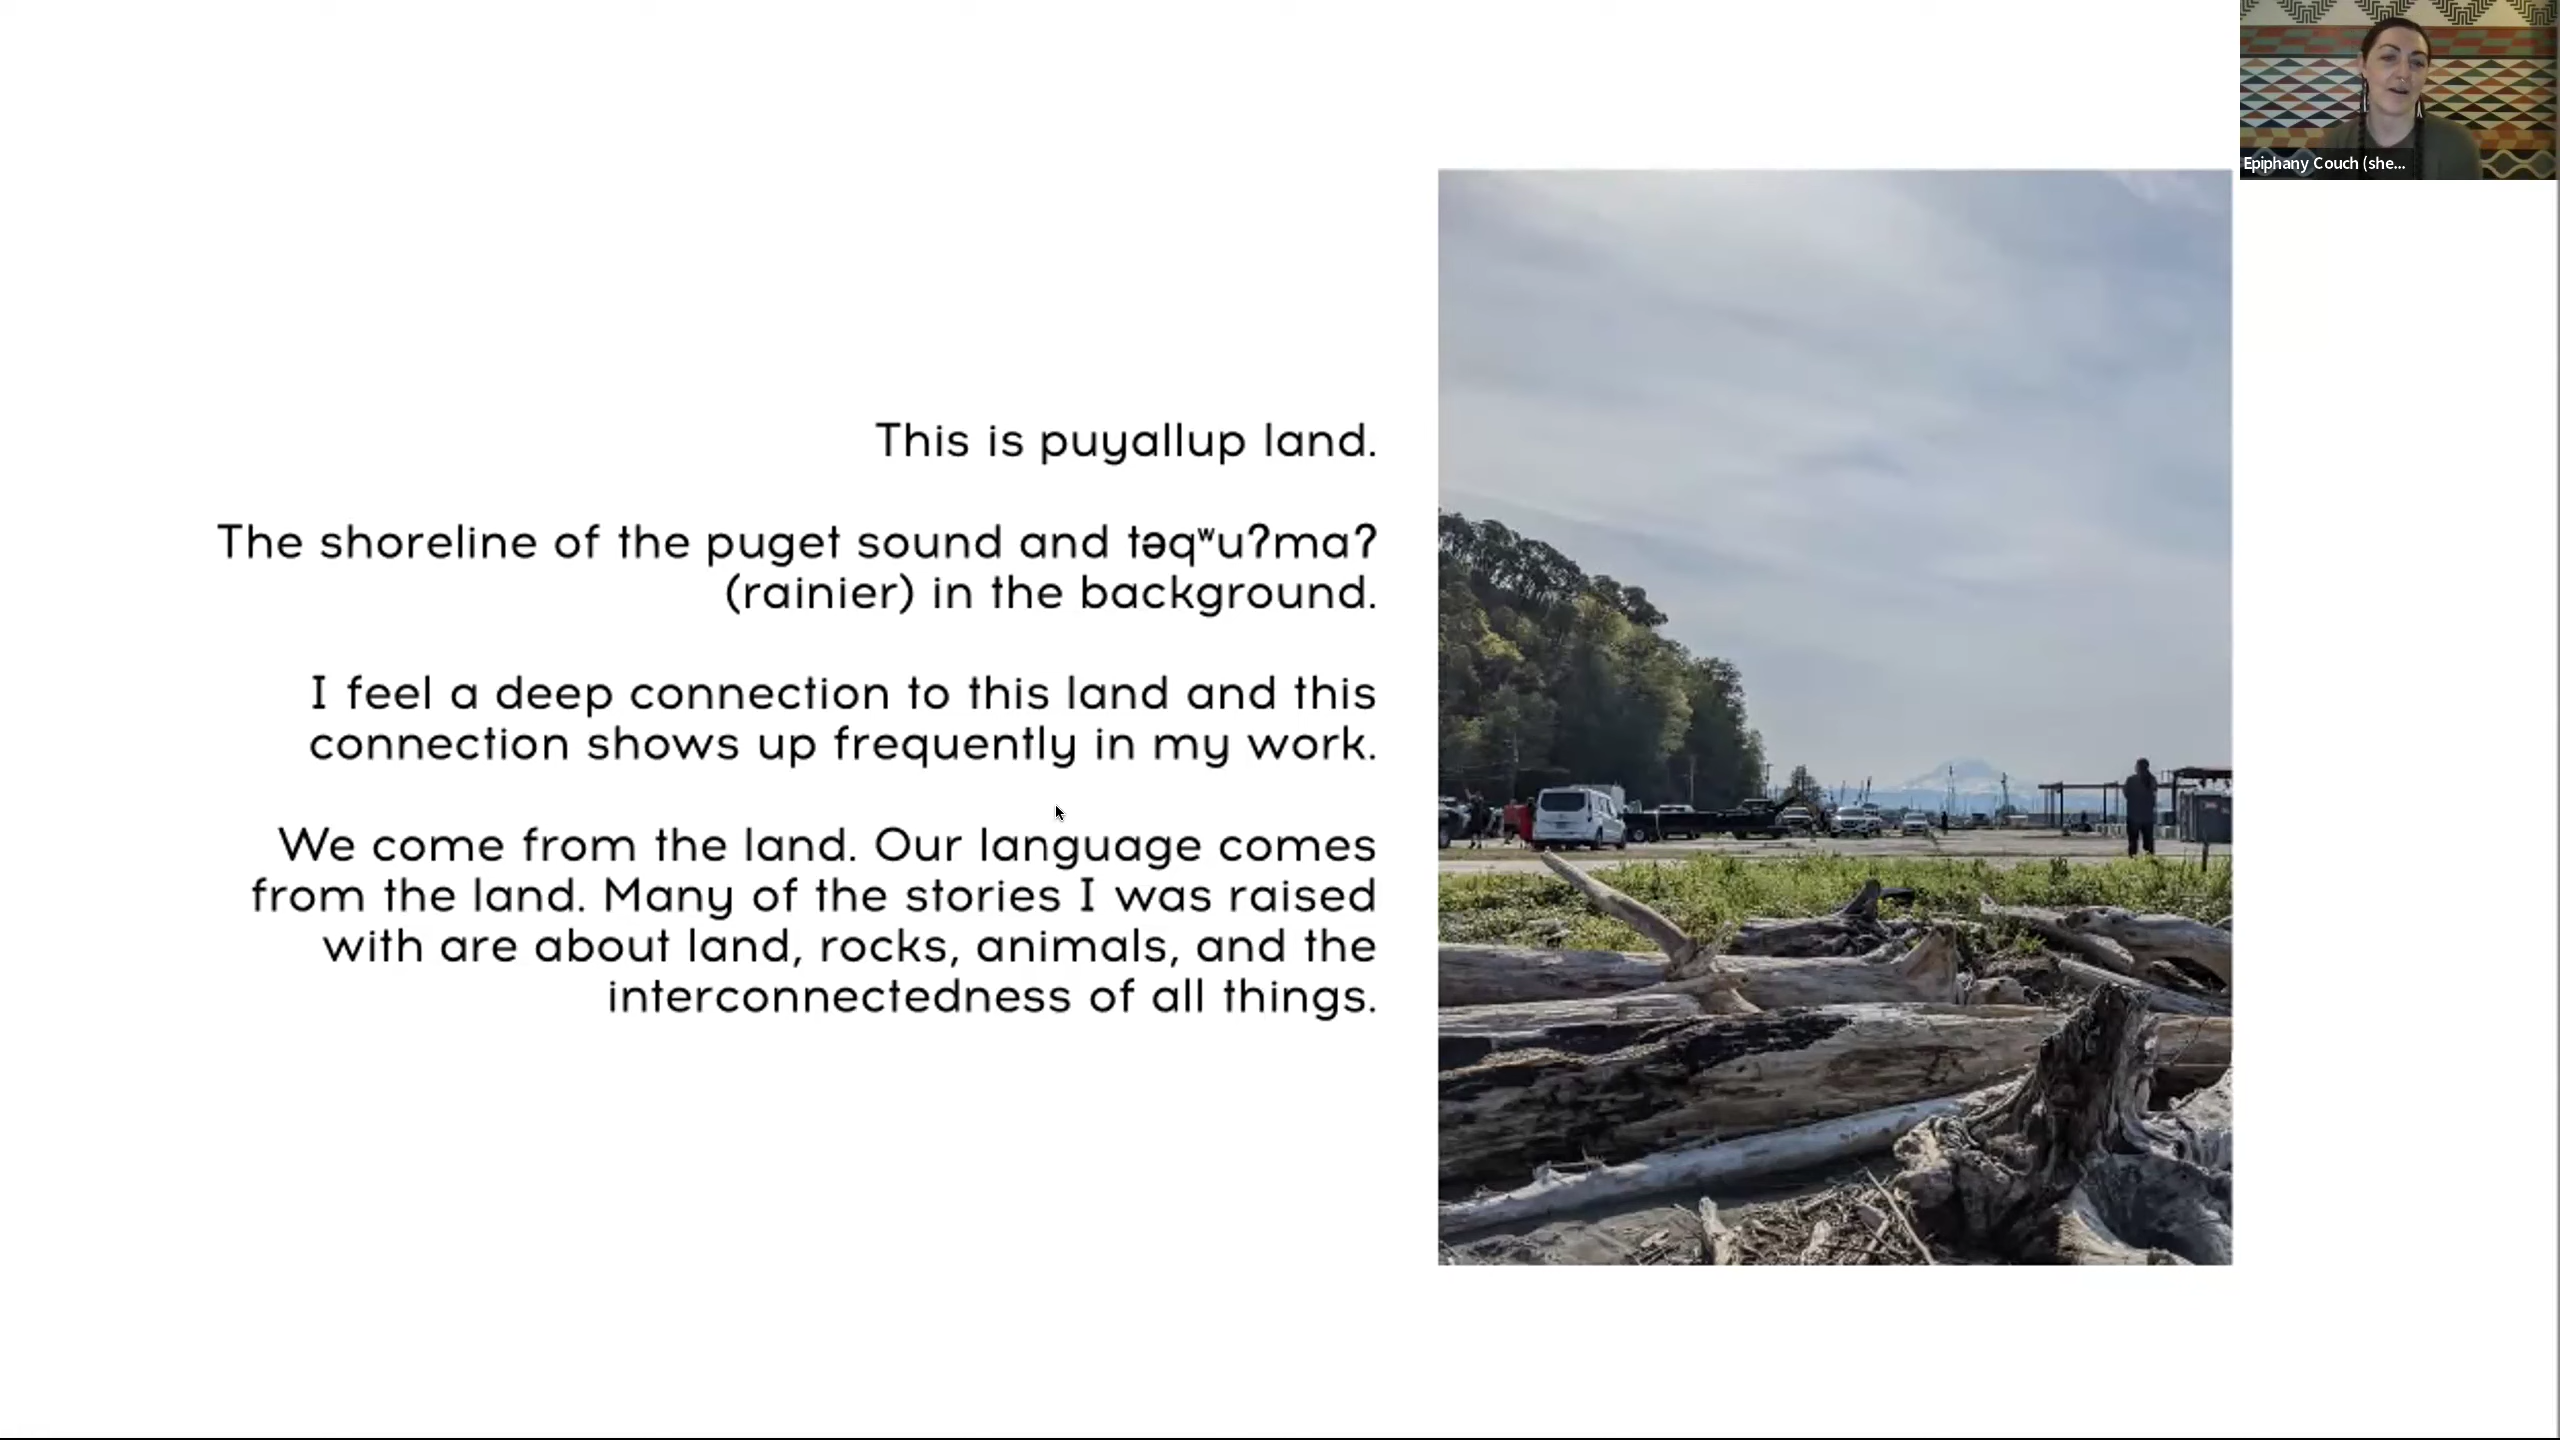 This is puyallup land.
The shoreline of the puget sound and təqʷuʔmaʔ
(rainier) in the background.
I feel a deep connection to this land and this
connection shows up frequently in my work.
We come from the land. Our language comes
from the land. Many of the stories I was raised
with are about land, rocks, animals, and the
interconnectedness of all things.
Epiphany Couch (she...